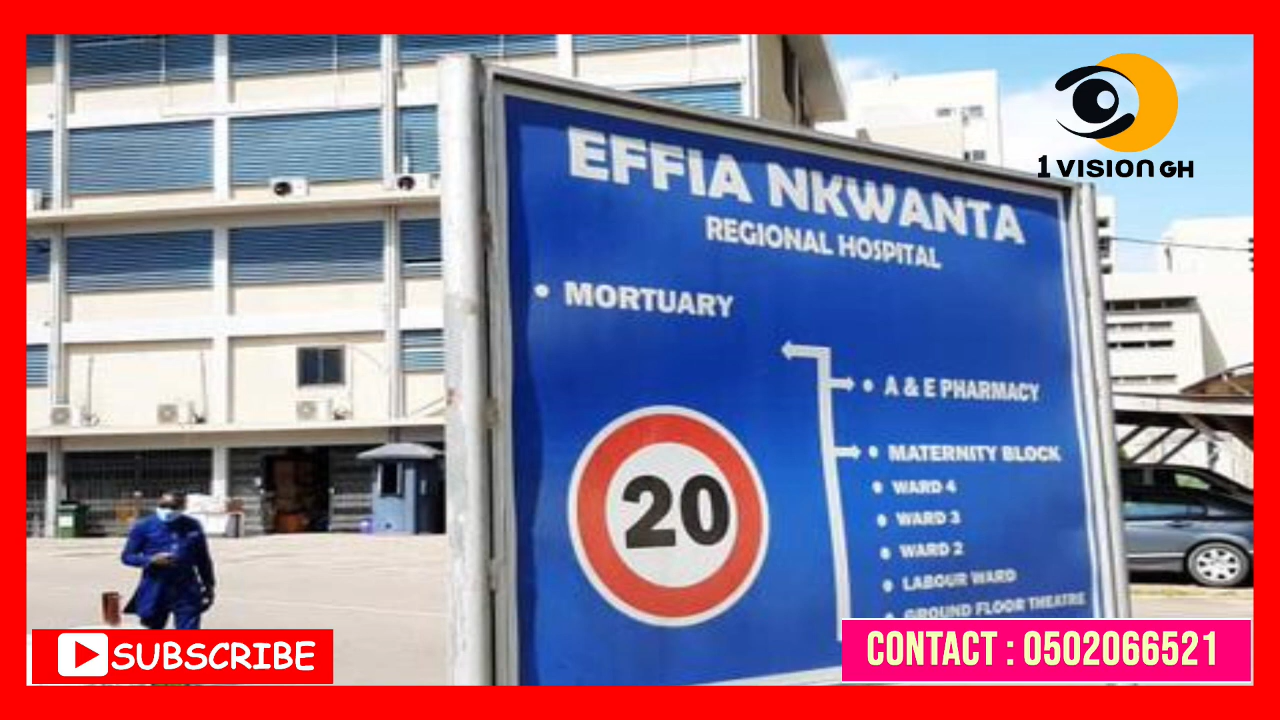 1 VISION GH
EFFIA NKWANTA
REGIONAL HOSPITAL
• MORTUARY
• A & E PHARMACY
• MATERNITY BLOCK
• WARD 4
• WARD 3
• WARD 2
• LABOUR WARD
• GROUND FLOOR THEATRE
20
SUBSCRIBE
CONTACT : 0502066521